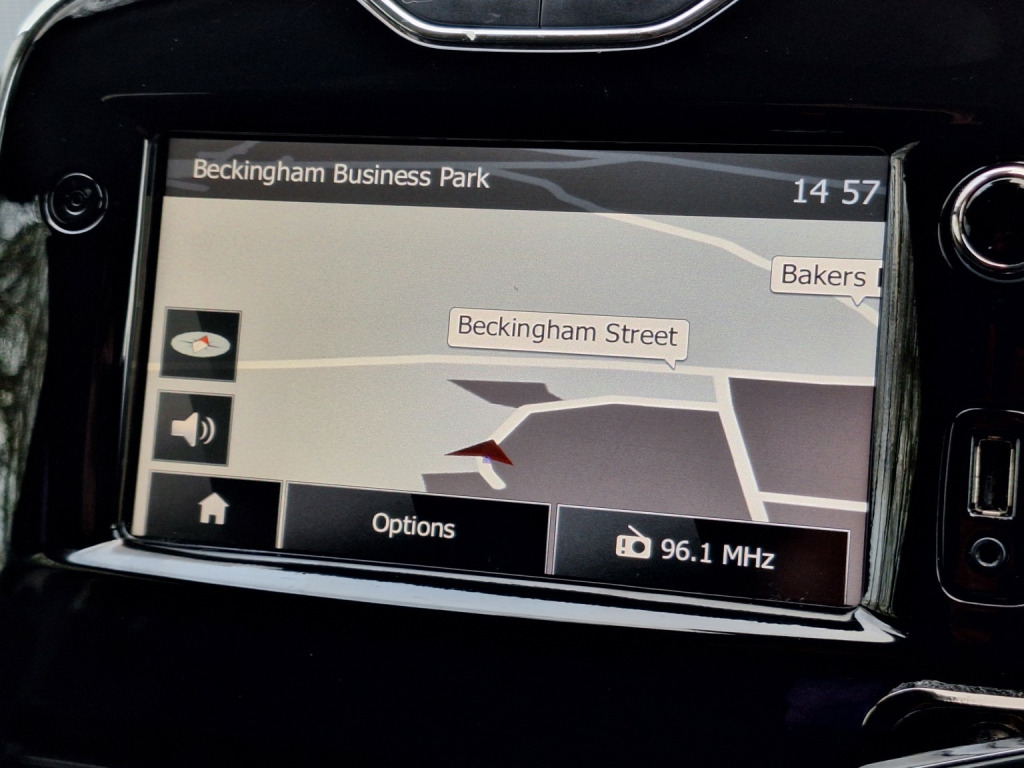 Beckingham Business Park
14 57
Bakers
Beckingham Street
Options
96.1 MHz